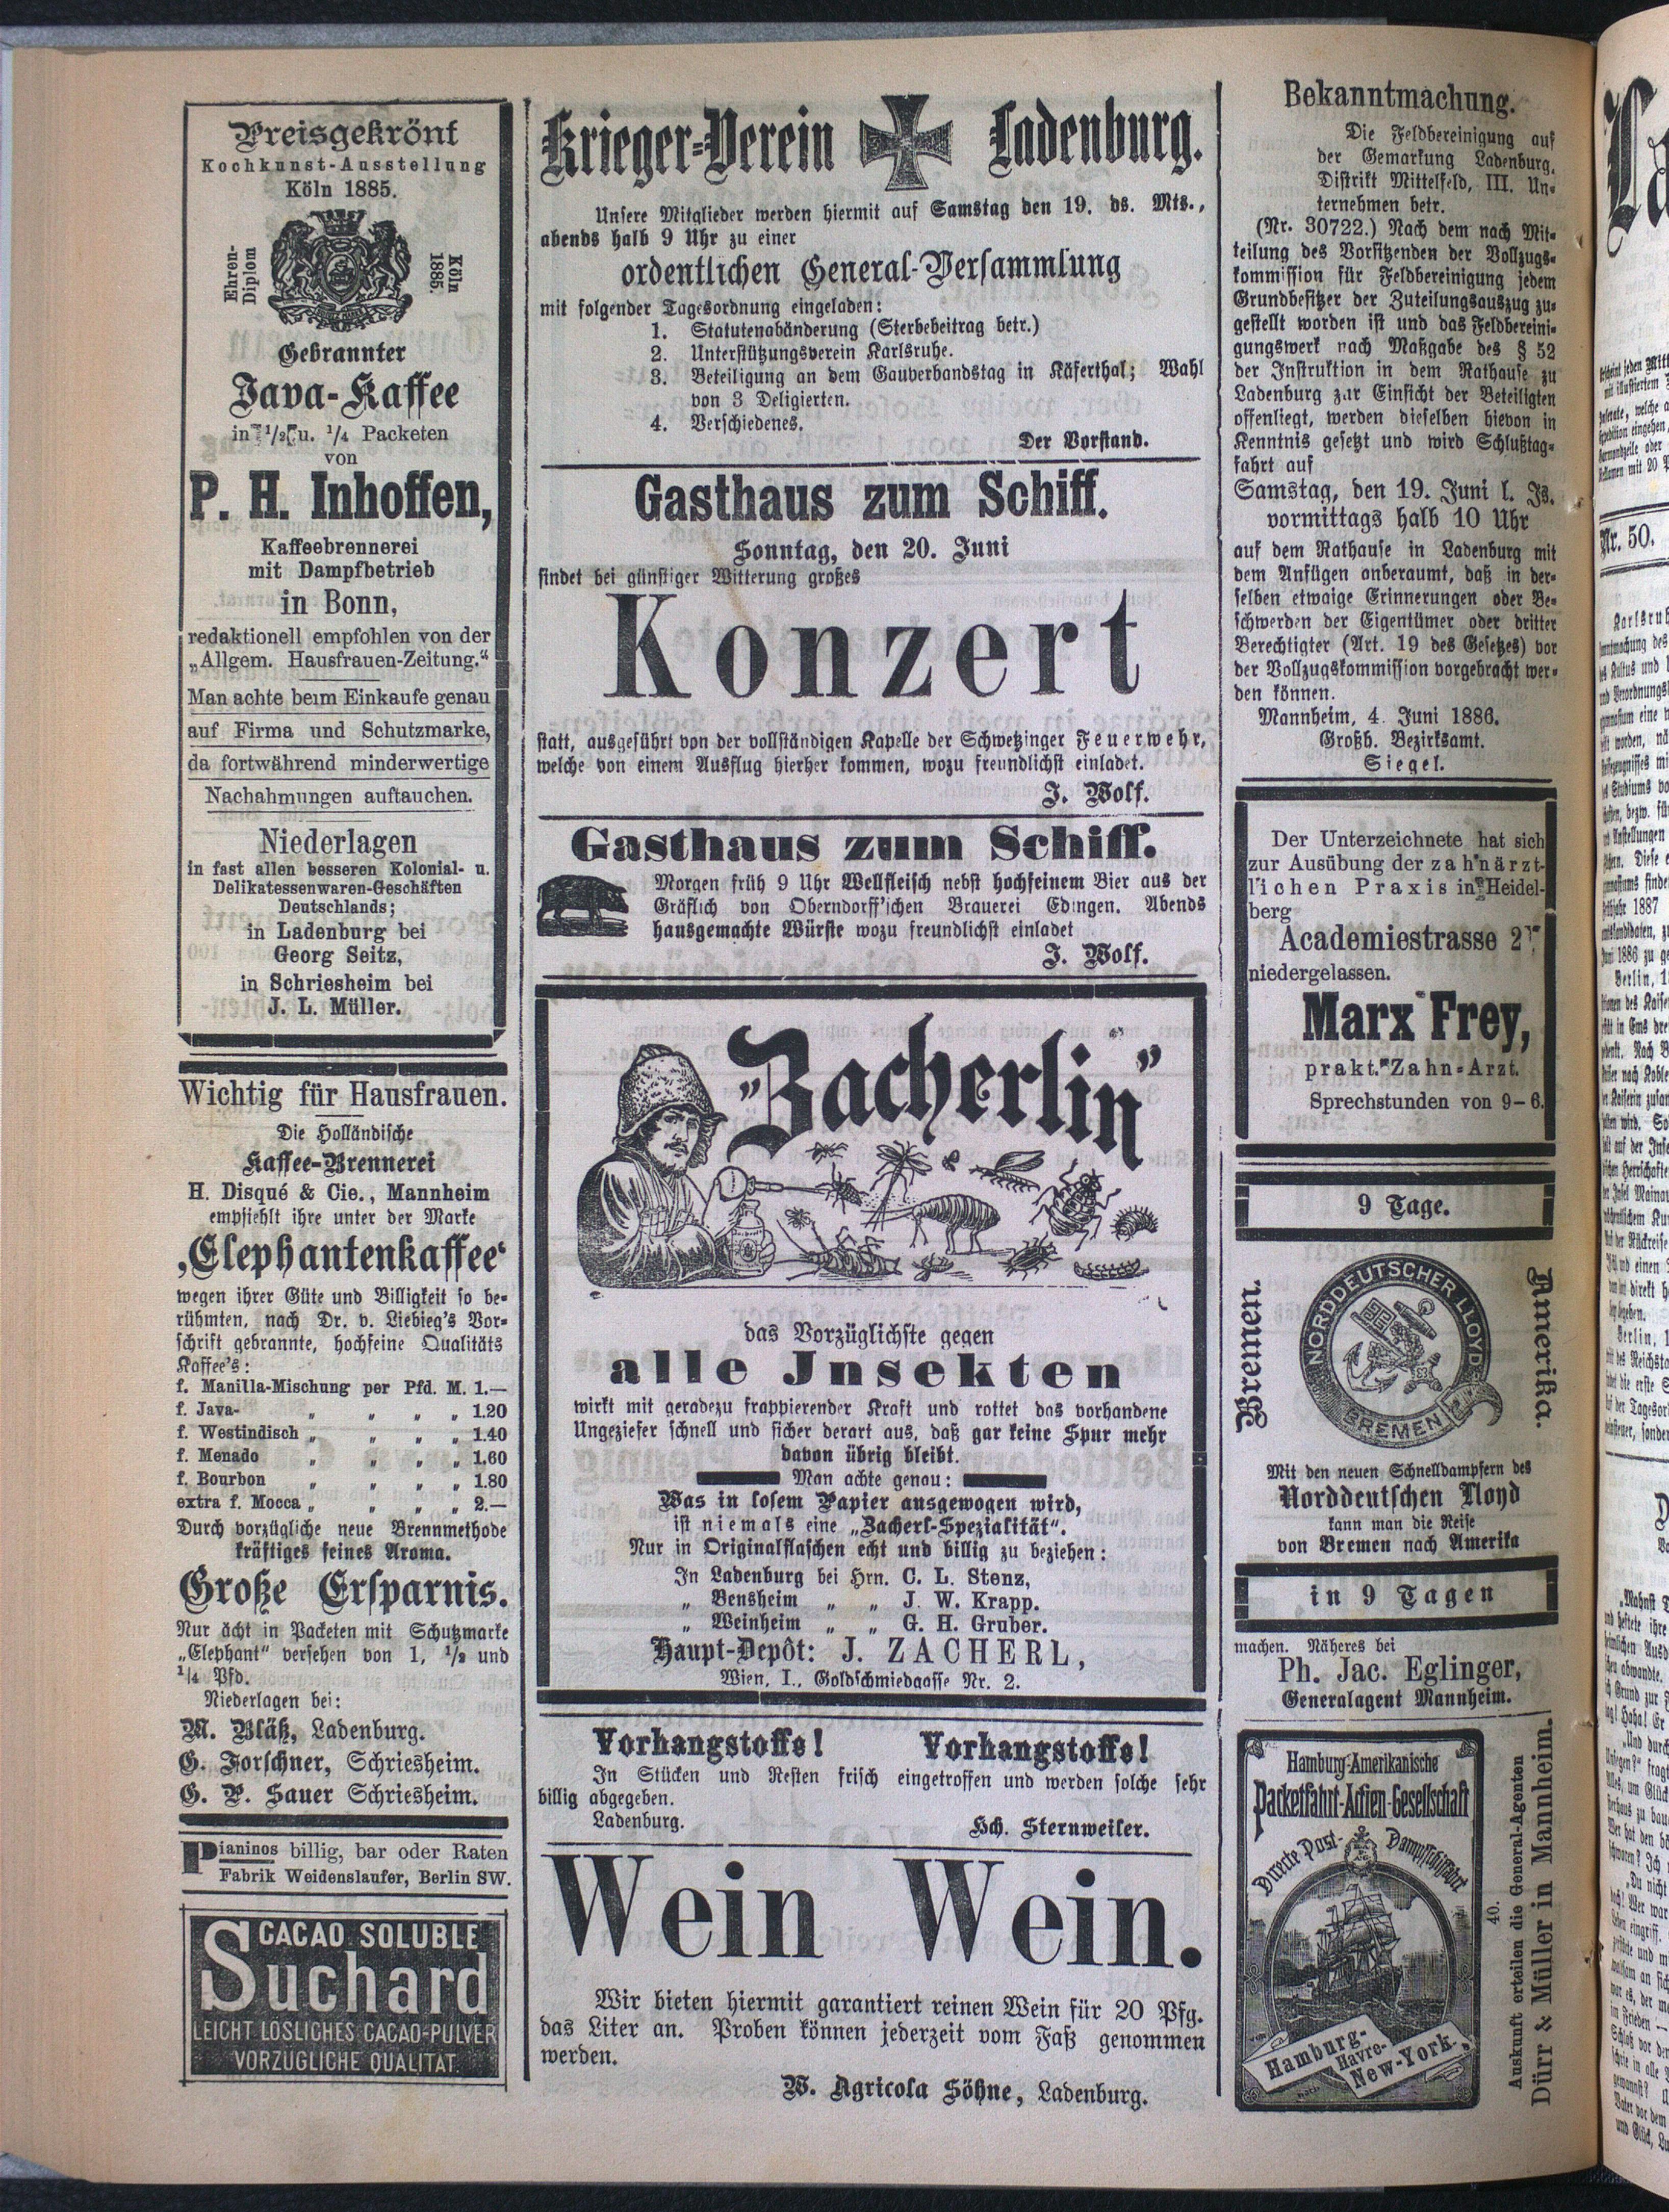 Preisgekrönt
Kochkunst-Ausstellung
Köln 1885.
Ehren-
Diplom
Köln
1885.
Gebrannter
Java-Kaffee
in 1/2 u. 1/4 Packeten
von
P. H. Inhoffen,
Kaffeebrennerei
mit Dampfbetrieb
in Bonn,
redaktionell empfohlen von der
„Allgem. Hausfrauen-Zeitung.“
Man achte beim Einkaufe genau
auf Firma und Schutzmarke,
da fortwährend minderwertige
Nachahmungen auftauchen.
Niederlagen
in fast allen besseren Kolonial- u.
Delikatessenwaren-Geschäften
Deutschlands;
in Ladenburg bei
Georg Seitz,
in Schriesheim bei
J. L. Müller.
Wichtig für Hausfrauen.
Die Holländische
Kaffee-Brennerei
H. Disqué & Cie., Mannheim
empfiehlt ihre unter der Marke
‚Elephantenkaffee‘
wegen ihrer Güte und Billigkeit so be-
rühmten, nach Dr. v. Liebieg's Vor-
schrift gebrannte, hochfeine Qualitäts
Kaffee's:
f. Manilla-Mischung per Pfd. M. 1.—
f. Java- „ „ „ „ 1.20
f. Westindisch „ „ „ „ 1.40
f. Menado „ „ „ „ 1.60
f. Bourbon „ „ „ „ 1.80
extra f. Mocca „ „ „ „ 2.—
Durch vorzügliche neue Brennmethode
kräftiges feines Aroma.
Große Ersparnis.
Nur ächt in Packeten mit Schutzmarke
„Elephant“ versehen von 1, 1/2 und
1/4 Pfd.
Niederlagen bei:
M. Bläß, Ladenburg.
G. Forschner, Schriesheim.
G. P. Sauer Schriesheim.
Pianinos billig, bar oder Raten
Fabrik Weidenslaufer, Berlin SW.
CACAO SOLUBLE
Suchard
LEICHT LÖSLICHES CACAO-PULVER
VORZÜGLICHE QUALITÄT.
Krieger-Verein Ladenburg.
Unsere Mitglieder werden hiermit auf Samstag den 19. ds. Mts.,
abends halb 9 Uhr zu einer
ordentlichen General-Versammlung
mit folgender Tagesordnung eingeladen:
1. Statutenabänderung (Sterbebeitrag betr.)
2. Unterstützungsverein Karlsruhe.
3. Beteiligung an dem Gauverbandstag in Käferthal; Wahl
von 3 Deligierten.
4. Verschiedenes.
Der Vorstand.
Gasthaus zum Schiff.
Sonntag, den 20. Juni
findet bei günstiger Witterung großes
Konzert
statt, ausgeführt von der vollständigen Kapelle der Schwetzinger Feuerwehr,
welche von einem Ausflug hierher kommen, wozu freundlichst einladet.
J. Wolf.
Gasthaus zum Schiff.
Morgen früh 9 Uhr Wellfleisch nebst hochfeinem Bier aus der
Gräflich von Oberndorff'schen Brauerei Edingen. Abends
hausgemachte Würste wozu freundlichst einladet
J. Wolf.
„Zacherlin“
das Vorzüglichste gegen
alle Insekten
wirkt mit geradezu frappierender Kraft und rottet das vorhandene
Ungeziefer schnell und sicher derart aus, daß gar keine Spur mehr
davon übrig bleibt.
Man achte genau:
Was in losem Papier ausgewogen wird,
ist niemals eine „Zacherl-Spezialität“.
Nur in Originalflaschen echt und billig zu beziehen:
In Ladenburg bei Hrn. C. L. Stenz,
„ Bensheim „ „ J. W. Krapp.
„ Weinheim „ „ G. H. Gruber.
Haupt-Depôt: J. ZACHERL,
Wien, I., Goldschmiedgasse Nr. 2.
Vorhangstoffe! Vorhangstoffe!
In Stücken und Resten frisch eingetroffen und werden solche sehr
billig abgegeben.
Ladenburg. Hch. Sternweiler.
Wein Wein.
Wir bieten hiermit garantiert reinen Wein für 20 Pfg.
das Liter an. Proben können jederzeit vom Faß genommen
werden.
W. Agricola Söhne, Ladenburg.
Bekanntmachung.
Die Feldbereinigung auf
der Gemarkung Ladenburg,
Distrikt Mittelfeld, III. Un-
ternehmen betr.
(Nr. 30722.) Nach dem nach Mit-
teilung des Vorsitzenden der Vollzugs-
kommission für Feldbereinigung jedem
Grundbesitzer der Zuteilungsauszug zu-
gestellt worden ist und das Feldbereini-
gungswerk nach Maßgabe des § 52
der Instruktion in dem Rathause zu
Ladenburg zur Einsicht der Beteiligten
offenliegt, werden dieselben hievon in
Kenntnis gesetzt und wird Schlußtag-
fahrt auf
Samstag, den 19. Juni l. Js.
vormittags halb 10 Uhr
auf dem Rathause in Ladenburg mit
dem Anfügen anberaumt, daß in der-
selben etwaige Erinnerungen oder Be-
schwerden der Eigentümer oder dritter
Berechtigter (Art. 19 des Gesetzes) vor
der Vollzugskommission vorgebracht wer-
den können.
Mannheim, 4. Juni 1886.
Großh. Bezirksamt.
Siegel.
Der Unterzeichnete hat sich
zur Ausübung der zahnärzt-
lichen Praxis in Heidel-
berg
Academiestrasse
niedergelassen.
Marx Frey,
prakt. Zahn-Arzt.
Sprechstunden von 9–6.
9 Tage.
Bremen.
NORDDEUTSCHER LLOYD
BREMEN
Amerika.
Mit den neuen Schnelldampfern des
Norddeutschen Lloyd
kann man die Reise
von Bremen nach Amerika
in 9 Tagen
machen. Näheres bei
Ph. Jac. Eglinger,
Generalagent Mannheim.
Hamburg-Amerikanische
Packetfahrt-Actien-Gesellschaft
Directe Post- Dampfschiffahrt
von
Hamburg-
Havre-
nach New-York.
40.
Auskunft erteilen die General-Agenten
Dürr & Müller in Mannheim.
Nr. 50.